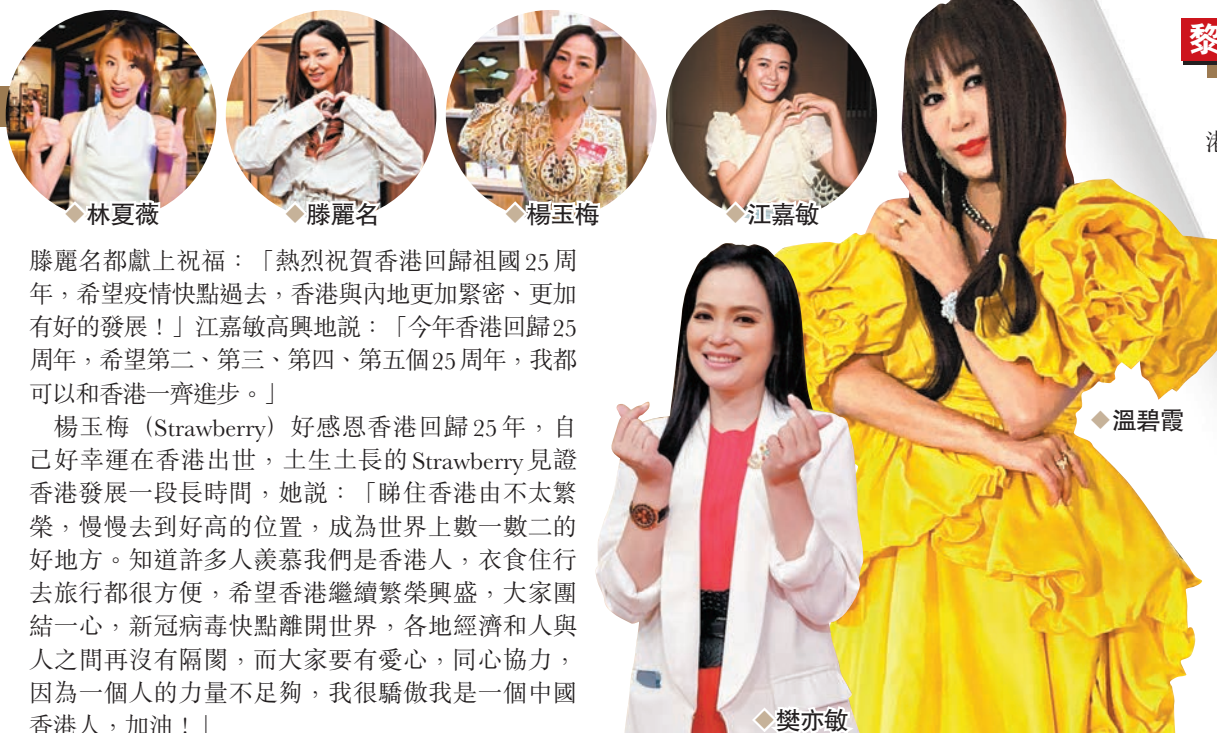 黎
港
◆林夏薇
◆滕麗名
◆楊玉梅
◆江嘉敏
滕麗名都獻上祝福：「熱烈祝賀香港回歸祖國25周
年，希望疫情快點過去，香港與內地更加緊密、更加
有好的發展！」江嘉敏高興地説：「今年香港回歸25
周年，希望第二、第三、第四、第五個25周年，我都
可以和香港一齊進步。」
楊玉梅（Strawberry）好感恩香港回歸25年，自
己好幸運在香港出世，土生土長的Strawberry見證
香港發展一段長時間，她説：「睇住香港由不太繁
榮，慢慢去到好高的位置，成為世界上數一數二的
好地方。知道許多人羨慕我們是香港人，衣食住行
去旅行都很方便，希望香港繼續繁榮興盛，大家團
結一心，新冠病毒快點離開世界，各地經濟和人與
人之間再沒有隔閡，而大家要有愛心，同心協力，
因為一個人的力量不足夠，我很驕傲我是一個中國
香港人，加油！」
◆溫碧霞
◆樊亦敏